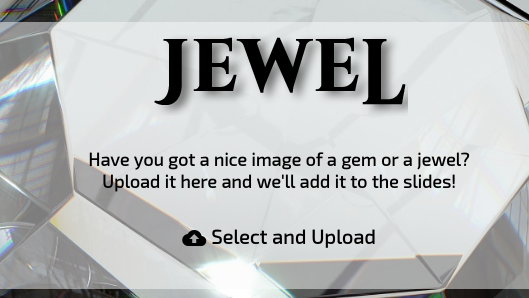 JEWEL
Have you got a nice image of a gem or a jewel?
Upload it here and we'll add it to the slides!
Select and Upload